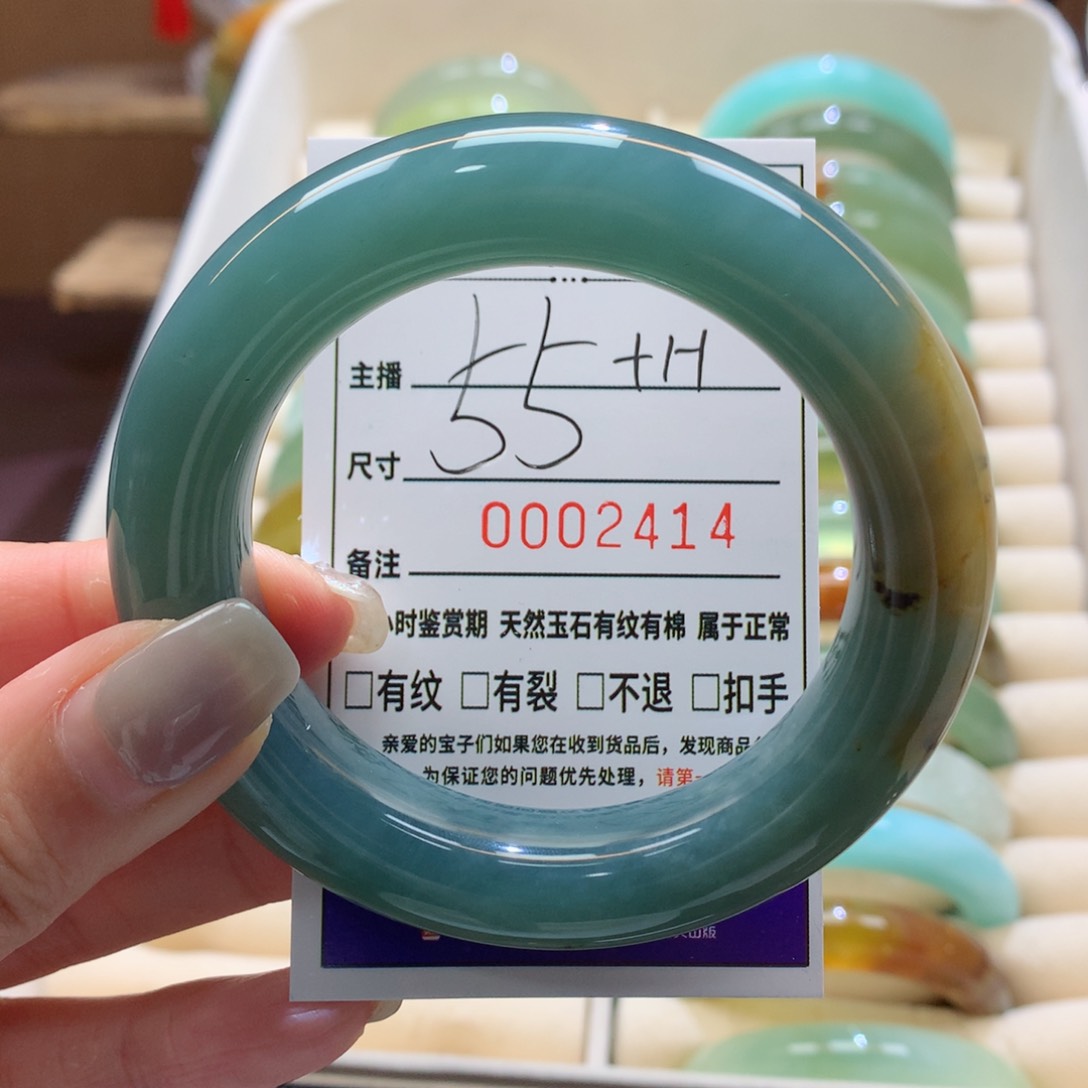 主播
55 +H
尺寸
0002414
备注
小时鉴赏期 天然玉石有纹有棉 属于正常
□有纹 □有裂 □不退 □扣手
亲爱的宝子们如果您在收到货品后，发现商品
为保证您的问题优先处理，请第一
出版